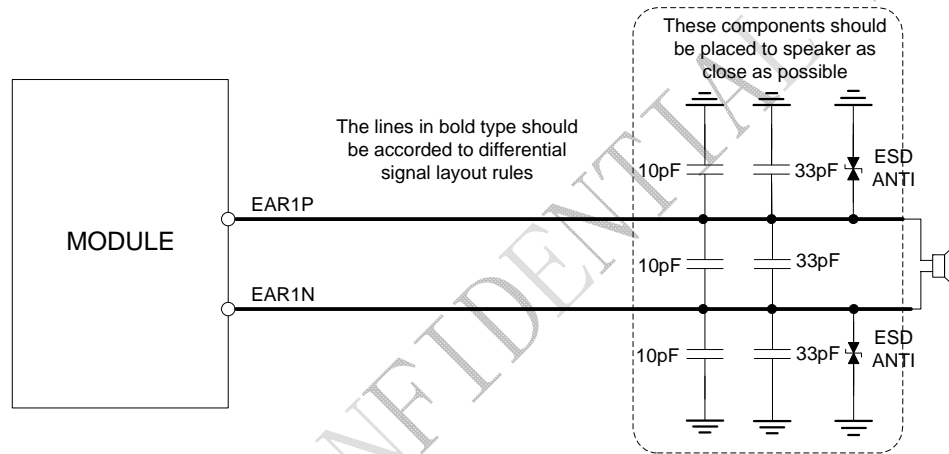 These components should
be placed to speaker as
close as possible
The lines in bold type should
be accorded to differential
signal layout rules
10pF
33pF
ESD
ANTI
EAR1P
MODULE
10pF
33pF
EAR1N
10pF
33pF
ESD
ANTI